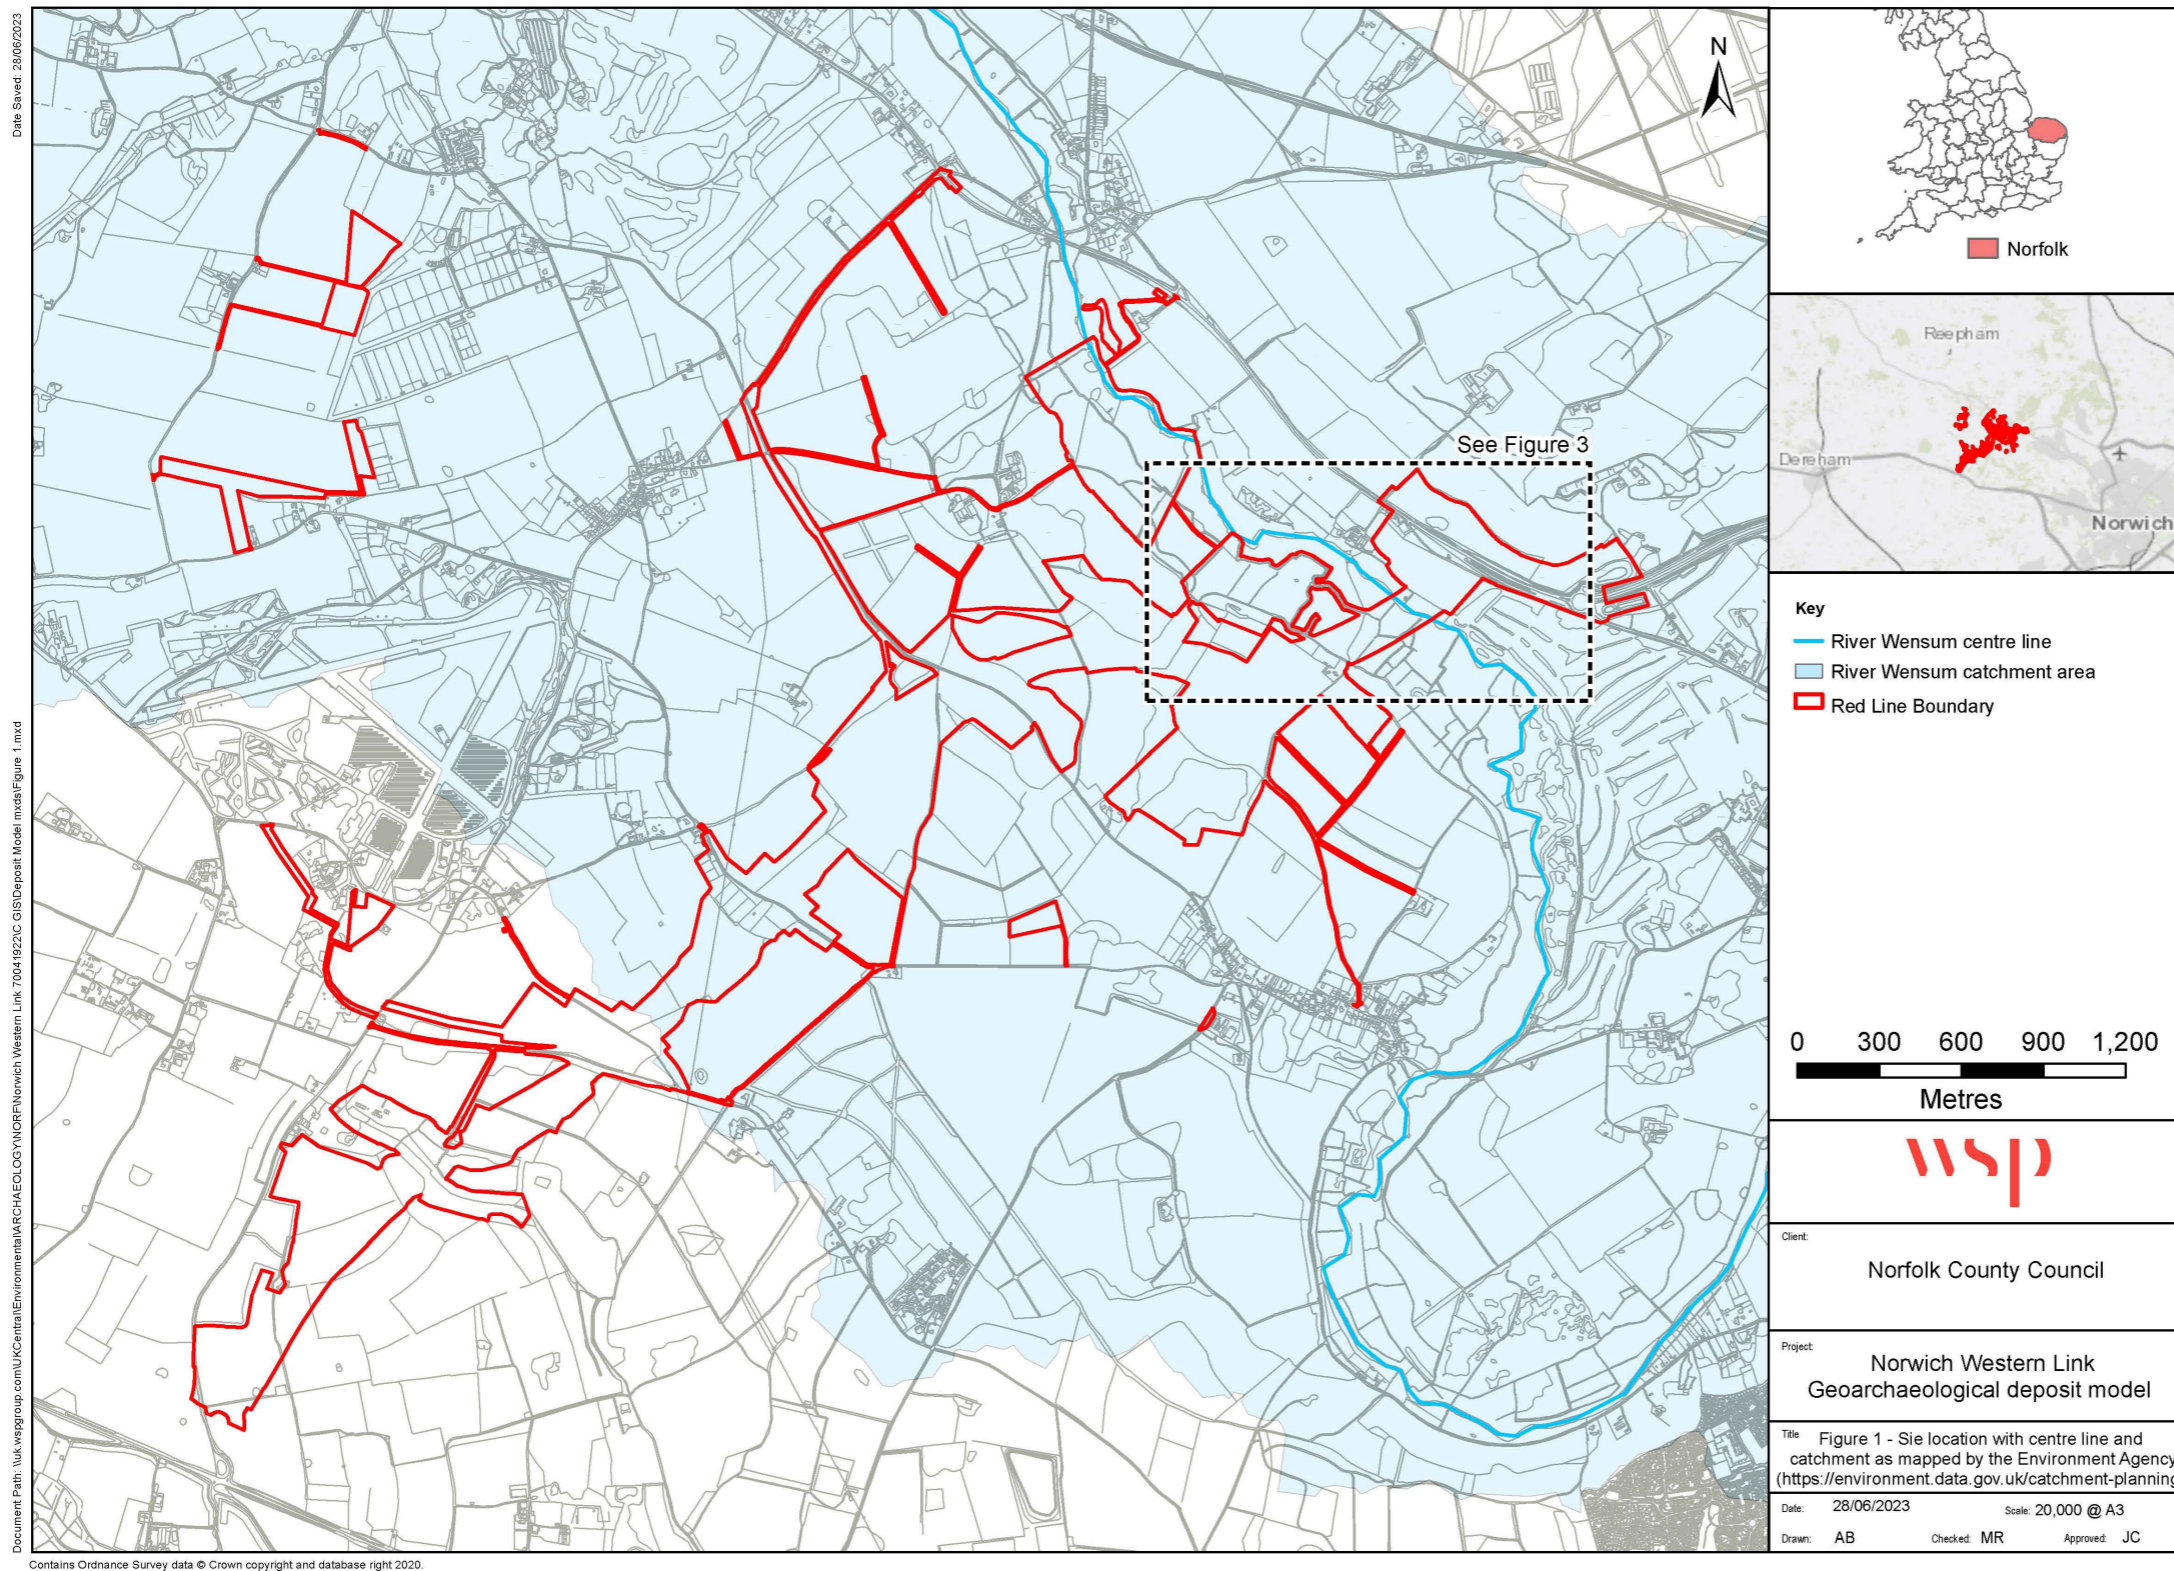 Date Saved: 28/06/2023
Document Path: \\uk.wspgroup.com\UKCentral\Environmental\ARCHAEOLOGY\NORF\Norwich Western Link 70041922\C GIS\Deposit Model mxds\Figure 1.mxd
N
See Figure 3
Norfolk
Reepham
Dereham
Norwich
Key
River Wensum centre line
River Wensum catchment area
Red Line Boundary
0 300 600 900 1,200
Metres
wsp
Client:
Norfolk County Council
Project:
Norwich Western Link
Geoarchaeological deposit model
Title Figure 1 - Sie location with centre line and
catchment as mapped by the Environment Agency
(https://environment.data.gov.uk/catchment-planning
Date: 28/06/2023 Scale: 20,000 @ A3
Drawn: AB Checked: MR Approved: JC
Contains Ordnance Survey data © Crown copyright and database right 2020.